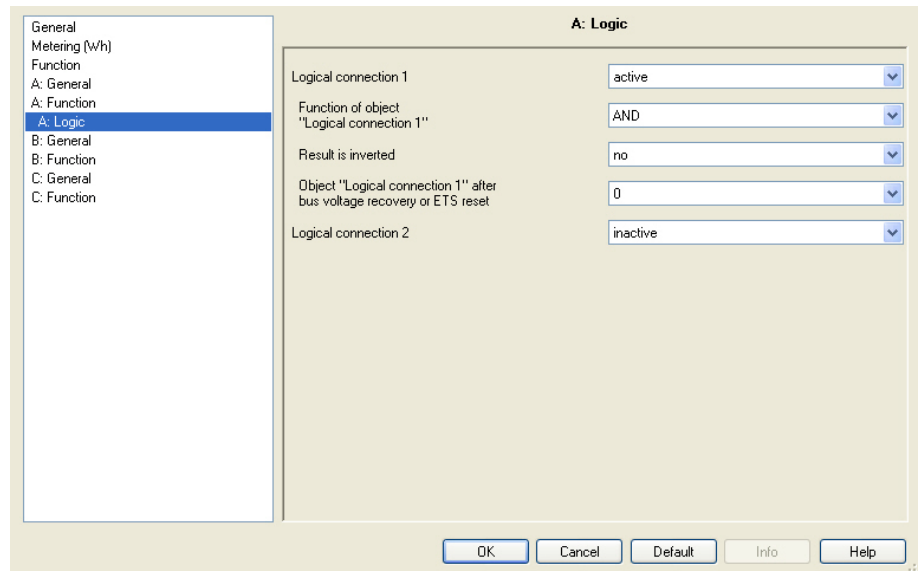 General
Metering (Wh)
Function
A: General
A: Function
A: Logic
B: General
B: Function
C: General
C: Function
A: Logic
Logical connection 1
active
Function of object
"Logical connection 1"
AND
Result is inverted
no
Object "Logical connection 1" after
bus voltage recovery or ETS reset
0
Logical connection 2
inactive
OK
Cancel
Default
Info
Help